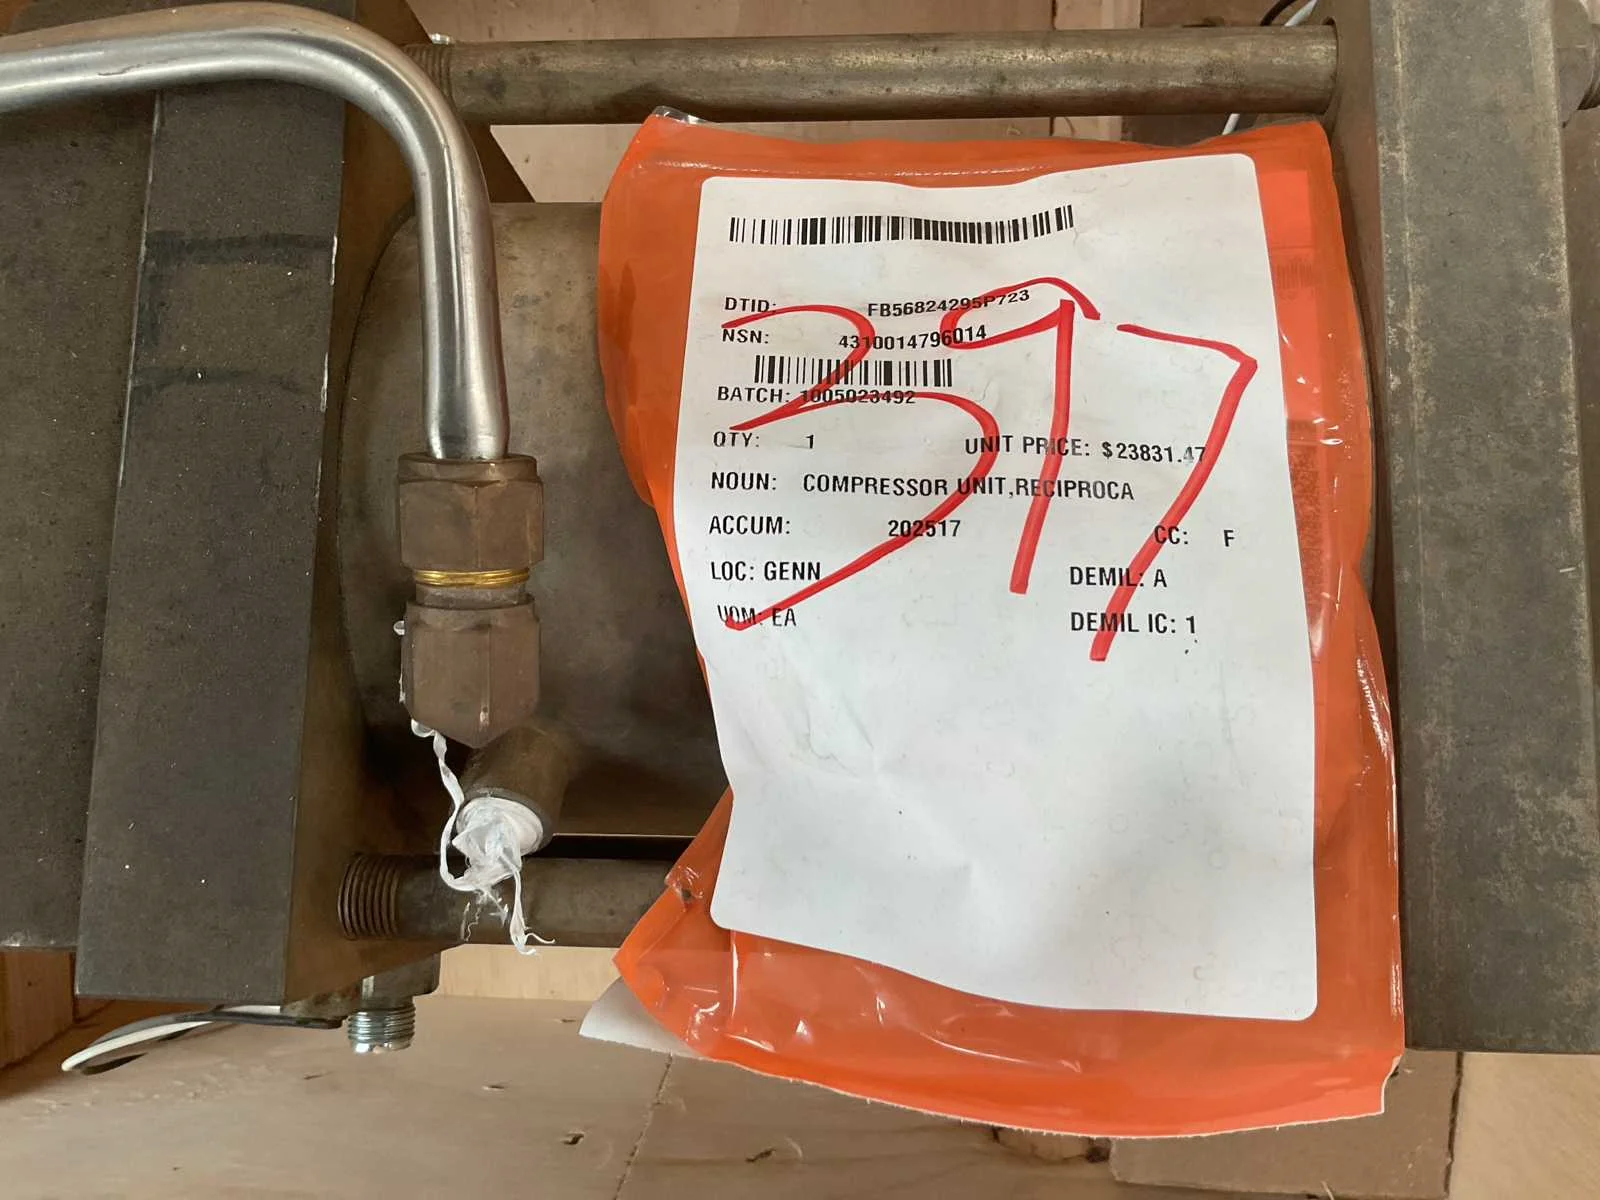 DTID: FB56824295P723
NSN: 4310014796014
BATCH: 1005023492
QTY: 1 UNIT PRICE: $23831.47
NOUN: COMPRESSOR UNIT,RECIPROCA
ACCUM: 202517 CC: F
LOC: GENN DEMIL: A
UOM: EA DEMIL IC: 1
397